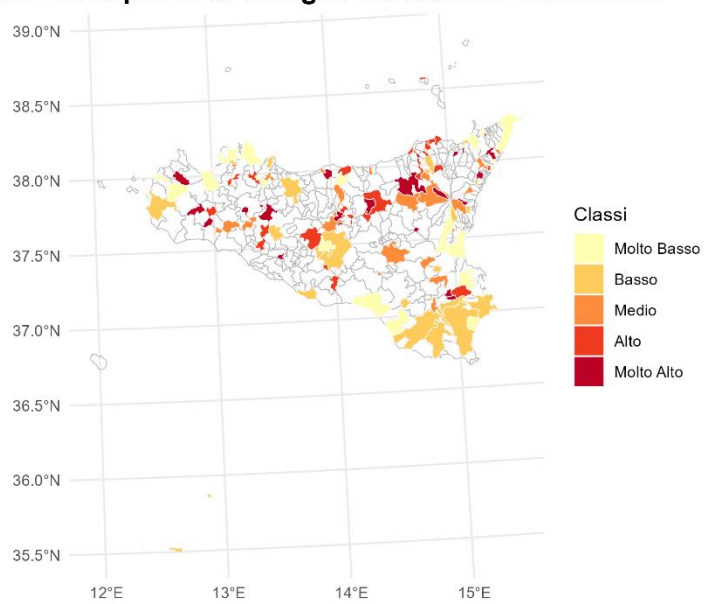 39.0°N
38.5°N
38.0°N
37.5°N
37.0°N
36.5°N
36.0°N
35.5°N
12°E 13°E 14°E 15°E
Classi
Molto Basso
Basso
Medio
Alto
Molto Alto